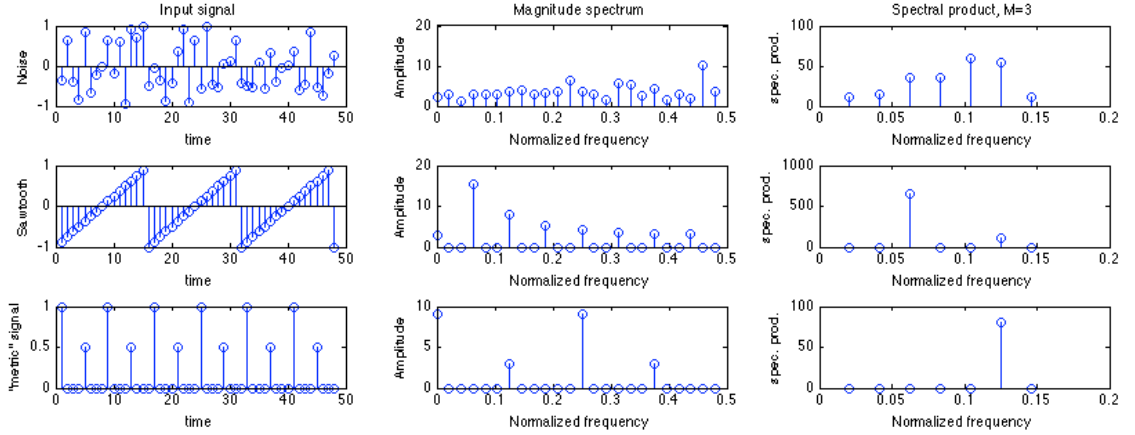 Input signal
Magnitude spectrum
Spectral product, M=3
Noise
1
0
-1
0 10 20 30 40 50
time
Amplitude
20
10
0
0 0.1 0.2 0.3 0.4 0.5
Normalized frequency
spec. prod.
100
50
0
0 0.05 0.1 0.15 0.2
Normalized frequency
Sawtooth
1
0
-1
0 10 20 30 40 50
time
Amplitude
20
10
0
0 0.1 0.2 0.3 0.4 0.5
Normalized frequency
spec. prod.
1000
500
0
0 0.05 0.1 0.15 0.2
Normalized frequency
"metric" signal
1
0.5
0
0 10 20 30 40 50
time
Amplitude
10
5
0
0 0.1 0.2 0.3 0.4 0.5
Normalized frequency
spec. prod.
100
50
0
0 0.05 0.1 0.15 0.2
Normalized frequency